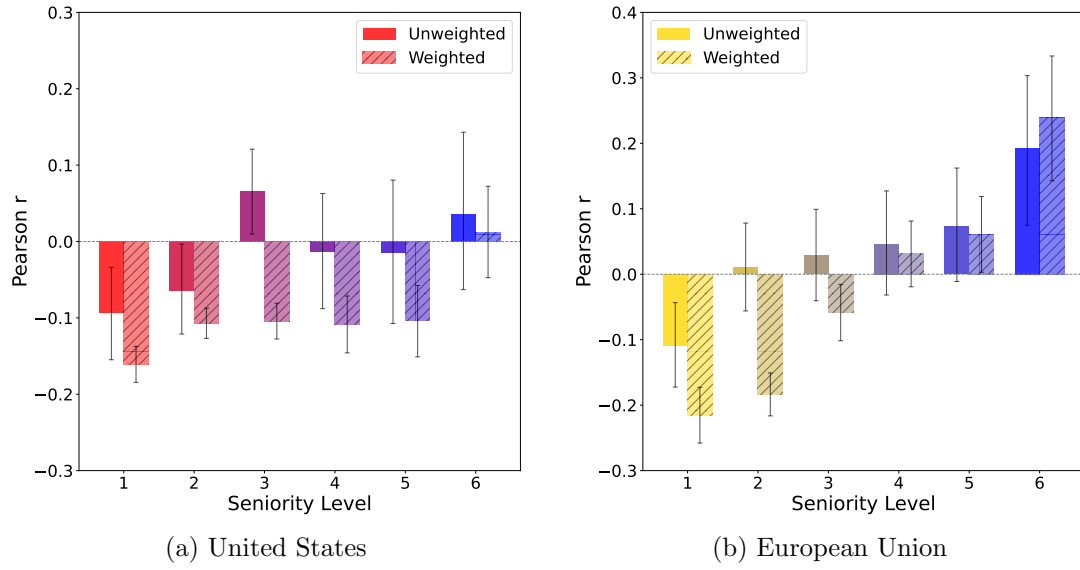 0.3
0.2
0.1
0.0
−0.1
−0.2
−0.3
Pearson r
Unweighted
Weighted
1 2 3 4 5 6
Seniority Level
(a) United States
0.4
0.3
0.2
0.1
0.0
−0.1
−0.2
−0.3
Pearson r
Unweighted
Weighted
1 2 3 4 5 6
Seniority Level
(b) European Union